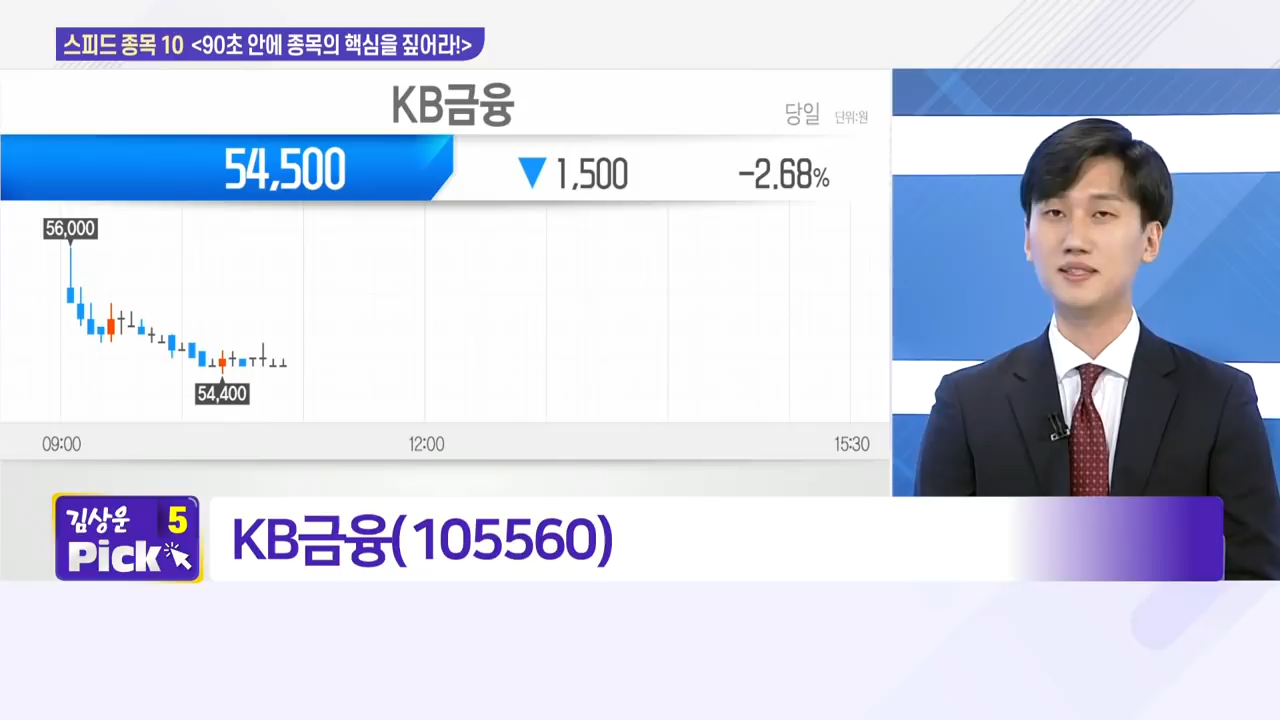 스피드 종목 10 <90초 안에 종목의 핵심을 짚어라!>
KB금융
당일 단위:원
54,500 ▼ 1,500 -2.68%
56,000
54,400
09:00 12:00 15:30
김상운 5
Pick
KB금융(105560)